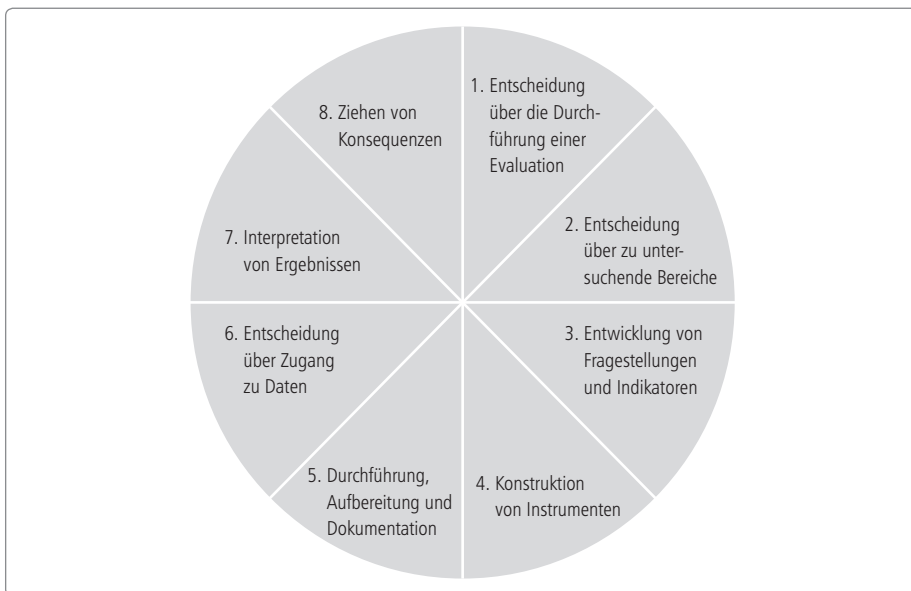 1. Entscheidung
über die Durch-
führung einer
Evaluation
2. Entscheidung
über zu unter-
suchende Bereiche
3. Entwicklung von
Fragestellungen
und Indikatoren
4. Konstruktion
von Instrumenten
5. Durchführung,
Aufbereitung und
Dokumentation
6. Entscheidung
über Zugang
zu Daten
7. Interpretation
von Ergebnissen
8. Ziehen von
Konsequenzen